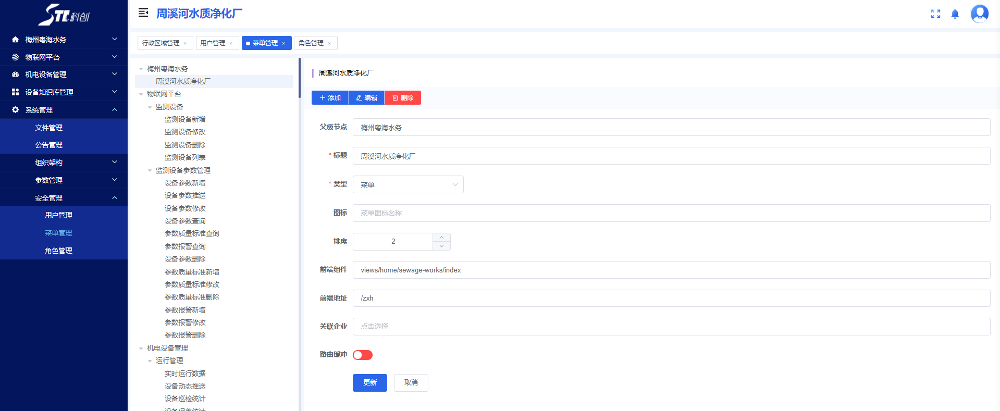 STC科创
周溪河水质净化厂
梅州粤海水务
物联网平台
机电设备管理
设备知识库管理
系统管理
文件管理
公告管理
组织架构
参数管理
安全管理
用户管理
菜单管理
角色管理
行政区域管理 ×
用户管理 ×
菜单管理 ×
角色管理 ×
梅州粤海水务
周溪河水质净化厂
物联网平台
监测设备
监测设备新增
监测设备修改
监测设备删除
监测设备列表
监测设备参数管理
设备参数新增
设备参数推送
设备参数修改
设备参数查询
参数质量标准查询
参数报警查询
设备参数删除
参数质量标准新增
参数质量标准修改
参数质量标准删除
参数报警新增
参数报警修改
参数报警删除
机电设备管理
运行管理
实时运行数据
设备动态推送
设备巡检统计
设备保养统计
周溪河水质净化厂
添加
编辑
删除
父级节点 梅州粤海水务
* 标题 周溪河水质净化厂
* 类型 菜单
图标 菜单图标名称
排序 2
前端组件 views/home/sewage-works/index
前端地址 /zxh
关联企业 点击选择
路由缓冲
更新 取消